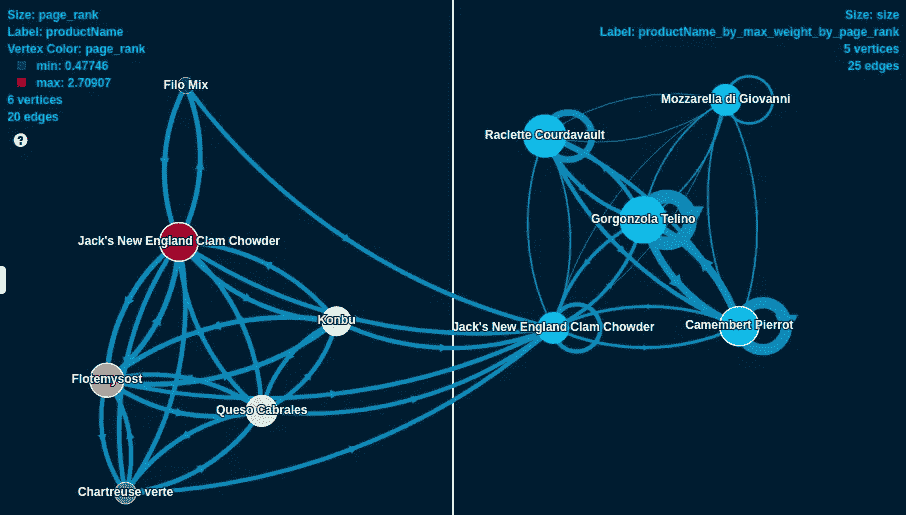 Size: page_rank
Label: productName
Vertex Color: page_rank
min: 0.47746
max: 2.70907
6 vertices
20 edges
?
Size: size
Label: productName_by_max_weight_by_page_rank
5 vertices
25 edges
Filo Mix
Jack's New England Clam Chowder
Konbu
Flotemysost
Queso Cabrales
Chartreuse verte
Mozzarella di Giovanni
Raclette Courdavault
Gorgonzola Telino
Jack's New England Clam Chowder
Camembert Pierrot